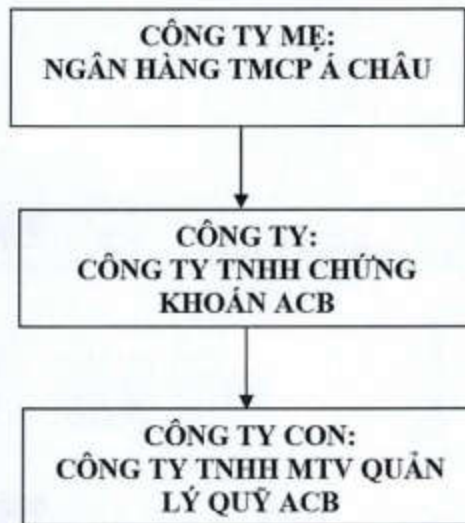 CÔNG TY MẸ:
NGÂN HÀNG TMCP Á CHÂU
CÔNG TY:
CÔNG TY TNHH CHỨNG
KHOÁN ACB
CÔNG TY CON:
CÔNG TY TNHH MTV QUẢN
LÝ QUỸ ACB